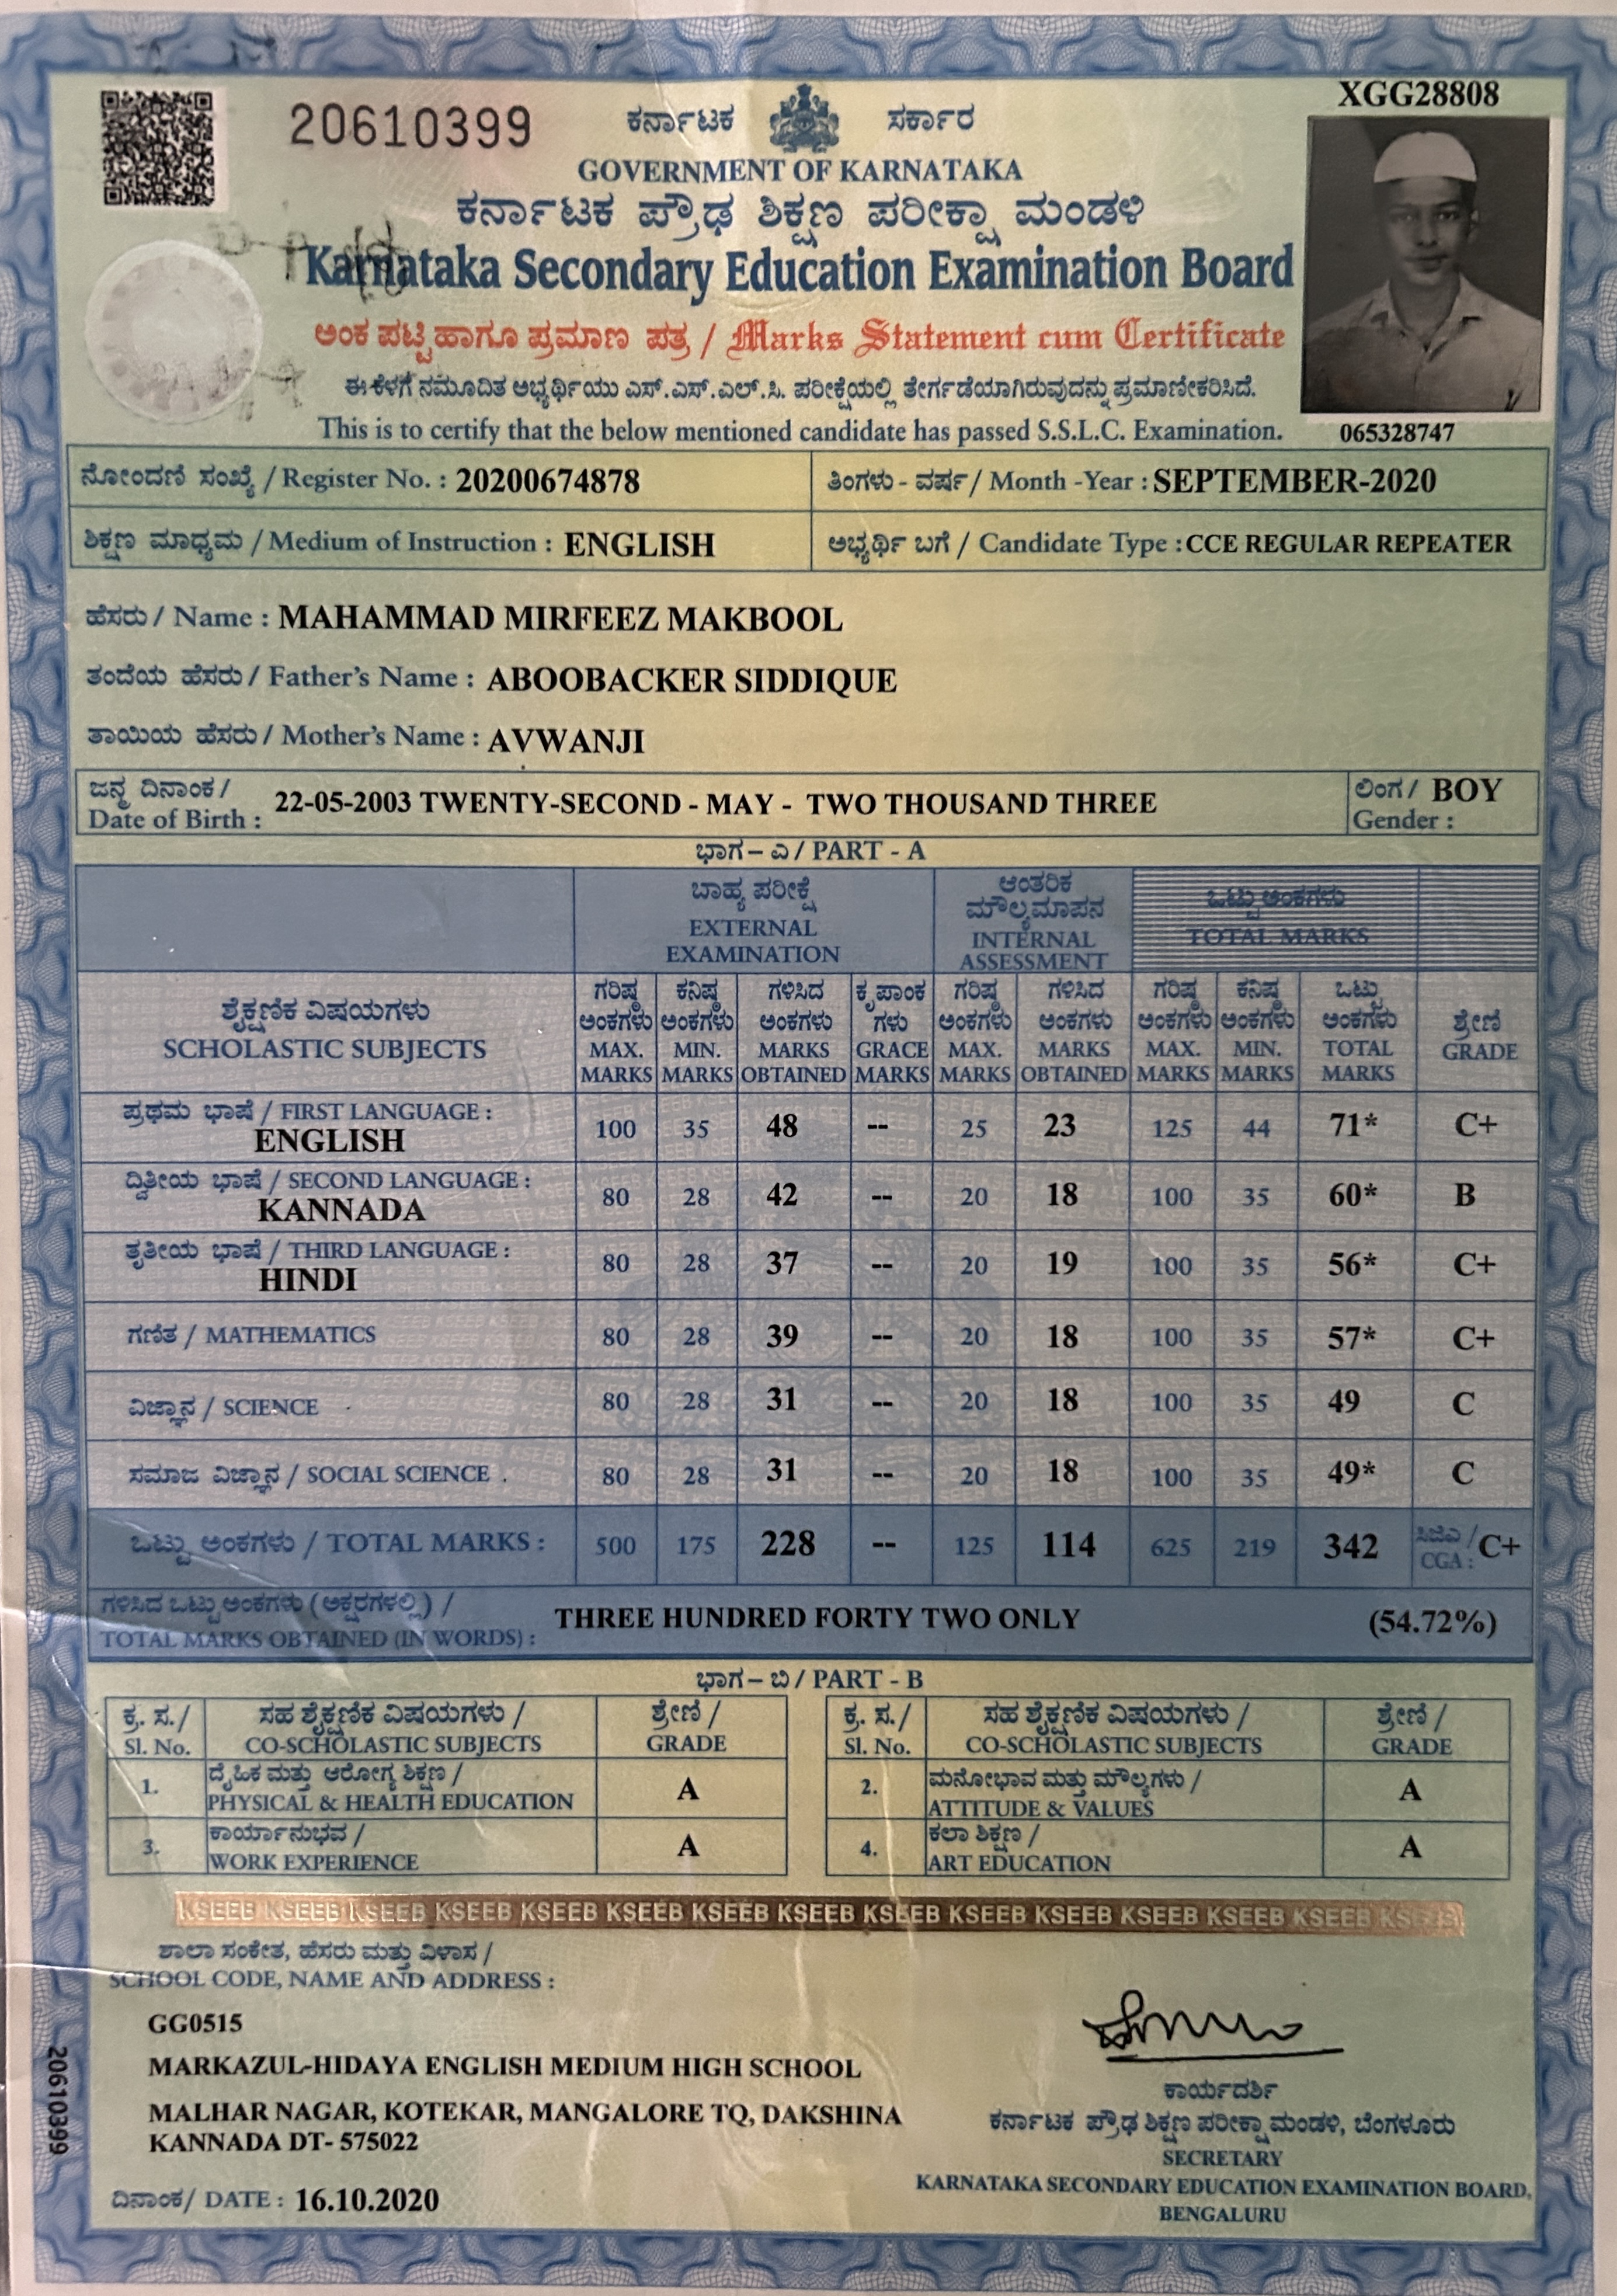 XGG28808
20610399
ಕರ್ನಾಟಕ ಸರ್ಕಾರ
GOVERNMENT OF KARNATAKA
ಕರ್ನಾಟಕ ಪ್ರೌಢ ಶಿಕ್ಷಣ ಪರೀಕ್ಷಾ ಮಂಡಳಿ
Karnataka Secondary Education Examination Board
ಅಂಕ ಪಟ್ಟಿ ಹಾಗೂ ಪ್ರಮಾಣ ಪತ್ರ / Marks Statement cum Certificate
ಈ ಕೆಳಗೆ ನಮೂದಿತ ಅಭ್ಯರ್ಥಿಯು ಎಸ್.ಎಸ್.ಎಲ್.ಸಿ. ಪರೀಕ್ಷೆಯಲ್ಲಿ ತೇರ್ಗಡೆಯಾಗಿರುವುದನ್ನು ಪ್ರಮಾಣೀಕರಿಸಿದೆ.
This is to certify that the below mentioned candidate has passed S.S.L.C. Examination.
065328747
ನೋಂದಣಿ ಸಂಖ್ಯೆ / Register No. : 20200674878 ತಿಂಗಳು - ವರ್ಷ / Month -Year : SEPTEMBER-2020
ಶಿಕ್ಷಣ ಮಾಧ್ಯಮ / Medium of Instruction : ENGLISH ಅಭ್ಯರ್ಥಿ ಬಗೆ / Candidate Type : CCE REGULAR REPEATER
ಹೆಸರು / Name : MAHAMMAD MIRFEEZ MAKBOOL
ತಂದೆಯ ಹೆಸರು / Father's Name : ABOOBACKER SIDDIQUE
ತಾಯಿಯ ಹೆಸರು / Mother's Name : AVWANJI
ಜನ್ಮ ದಿನಾಂಕ / ಲಿಂಗ /
Date of Birth : 22-05-2003 TWENTY-SECOND - MAY - TWO THOUSAND THREE Gender : BOY
ಭಾಗ – ಎ / PART - A
ಬಾಹ್ಯ ಪರೀಕ್ಷೆ
EXTERNAL
EXAMINATION
ಆಂತರಿಕ
ಮೌಲ್ಯಮಾಪನ
INTERNAL
ASSESSMENT
ಒಟ್ಟು ಅಂಕಗಳು
TOTAL MARKS
ಶೈಕ್ಷಣಿಕ ವಿಷಯಗಳು
SCHOLASTIC SUBJECTS
ಗರಿಷ್ಠ ಕನಿಷ್ಠ ಗಳಿಸಿದ ಕೃಪಾಂಕ ಗರಿಷ್ಠ ಗಳಿಸಿದ ಗರಿಷ್ಠ ಕನಿಷ್ಠ ಒಟ್ಟು
ಅಂಕಗಳು ಅಂಕಗಳು ಅಂಕಗಳು ಗಳು ಅಂಕಗಳು ಅಂಕಗಳು ಅಂಕಗಳು ಅಂಕಗಳು ಅಂಕಗಳು ಶ್ರೇಣಿ
MAX. MIN. MARKS GRACE MAX. MARKS MAX. MIN. TOTAL GRADE
MARKS MARKS OBTAINED MARKS MARKS OBTAINED MARKS MARKS MARKS
ಪ್ರಥಮ ಭಾಷೆ / FIRST LANGUAGE :
ENGLISH 100 35 48 -- 25 23 125 44 71* C+
ದ್ವಿತೀಯ ಭಾಷೆ / SECOND LANGUAGE :
KANNADA 80 28 42 -- 20 18 100 35 60* B
ತೃತೀಯ ಭಾಷೆ / THIRD LANGUAGE :
HINDI 80 28 37 -- 20 19 100 35 56* C+
ಗಣಿತ / MATHEMATICS 80 28 39 -- 20 18 100 35 57* C+
ವಿಜ್ಞಾನ / SCIENCE 80 28 31 -- 20 18 100 35 49 C
ಸಮಾಜ ವಿಜ್ಞಾನ / SOCIAL SCIENCE . 80 28 31 -- 20 18 100 35 49* C
ಒಟ್ಟು ಅಂಕಗಳು / TOTAL MARKS : 500 175 228 -- 125 114 625 219 342 ಸಿಜಿಎ / CGA : C+
ಗಳಿಸಿದ ಒಟ್ಟು ಅಂಕಗಳು (ಅಕ್ಷರಗಳಲ್ಲಿ) /
TOTAL MARKS OBTAINED (IN WORDS) : THREE HUNDRED FORTY TWO ONLY (54.72%)
ಭಾಗ – ಬಿ / PART - B
ಕ್ರ. ಸ. / ಸಹ ಶೈಕ್ಷಣಿಕ ವಿಷಯಗಳು / ಶ್ರೇಣಿ / ಕ್ರ. ಸ. / ಸಹ ಶೈಕ್ಷಣಿಕ ವಿಷಯಗಳು / ಶ್ರೇಣಿ /
Sl. No. CO-SCHOLASTIC SUBJECTS GRADE Sl. No. CO-SCHOLASTIC SUBJECTS GRADE
1. ದೈಹಿಕ ಮತ್ತು ಆರೋಗ್ಯ ಶಿಕ್ಷಣ / PHYSICAL & HEALTH EDUCATION A 2. ಮನೋಭಾವ ಮತ್ತು ಮೌಲ್ಯಗಳು / ATTITUDE & VALUES A
3. ಕಾರ್ಯಾನುಭವ / WORK EXPERIENCE A 4. ಕಲಾ ಶಿಕ್ಷಣ / ART EDUCATION A
KSEEB KSEEB KSEEB KSEEB KSEEB KSEEB KSEEB KSEEB KSEEB KSEEB KSEEB KSEEB KSEEB KSEEB KSEEB
ಶಾಲಾ ಸಂಕೇತ, ಹೆಸರು ಮತ್ತು ವಿಳಾಸ /
SCHOOL CODE, NAME AND ADDRESS :
GG0515
MARKAZUL-HIDAYA ENGLISH MEDIUM HIGH SCHOOL
MALHAR NAGAR, KOTEKAR, MANGALORE TQ, DAKSHINA
KANNADA DT- 575022
ದಿನಾಂಕ/ DATE : 16.10.2020
ಕಾರ್ಯದರ್ಶಿ
ಕರ್ನಾಟಕ ಪ್ರೌಢ ಶಿಕ್ಷಣ ಪರೀಕ್ಷಾ ಮಂಡಳಿ, ಬೆಂಗಳೂರು
SECRETARY
KARNATAKA SECONDARY EDUCATION EXAMINATION BOARD,
BENGALURU
20610399